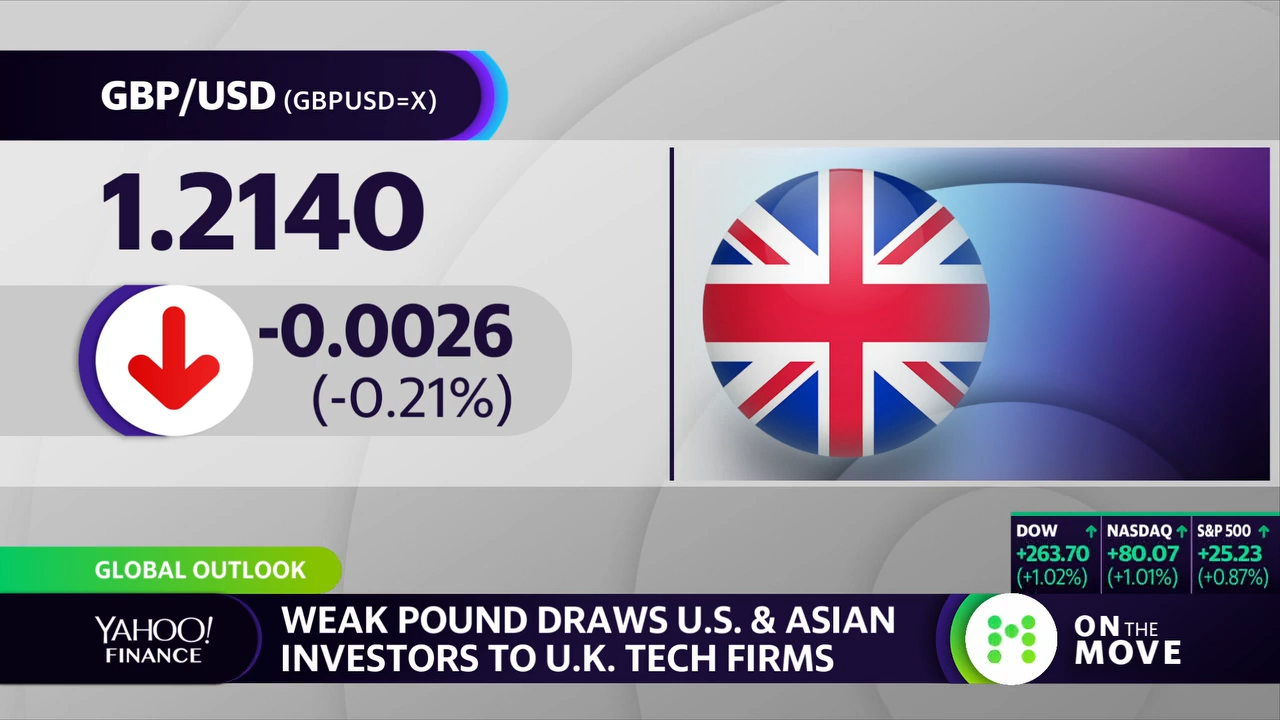 GBP/USD (GBPUSD=X)
1.2140
-0.0026
(-0.21%)
DOW
+263.70
(+1.02%)
NASDAQ
+80.07
(+1.01%)
S&P 500
+25.23
(+0.87%)
GLOBAL OUTLOOK
YAHOO!
FINANCE
WEAK POUND DRAWS U.S. & ASIAN
INVESTORS TO U.K. TECH FIRMS
ON THE
MOVE